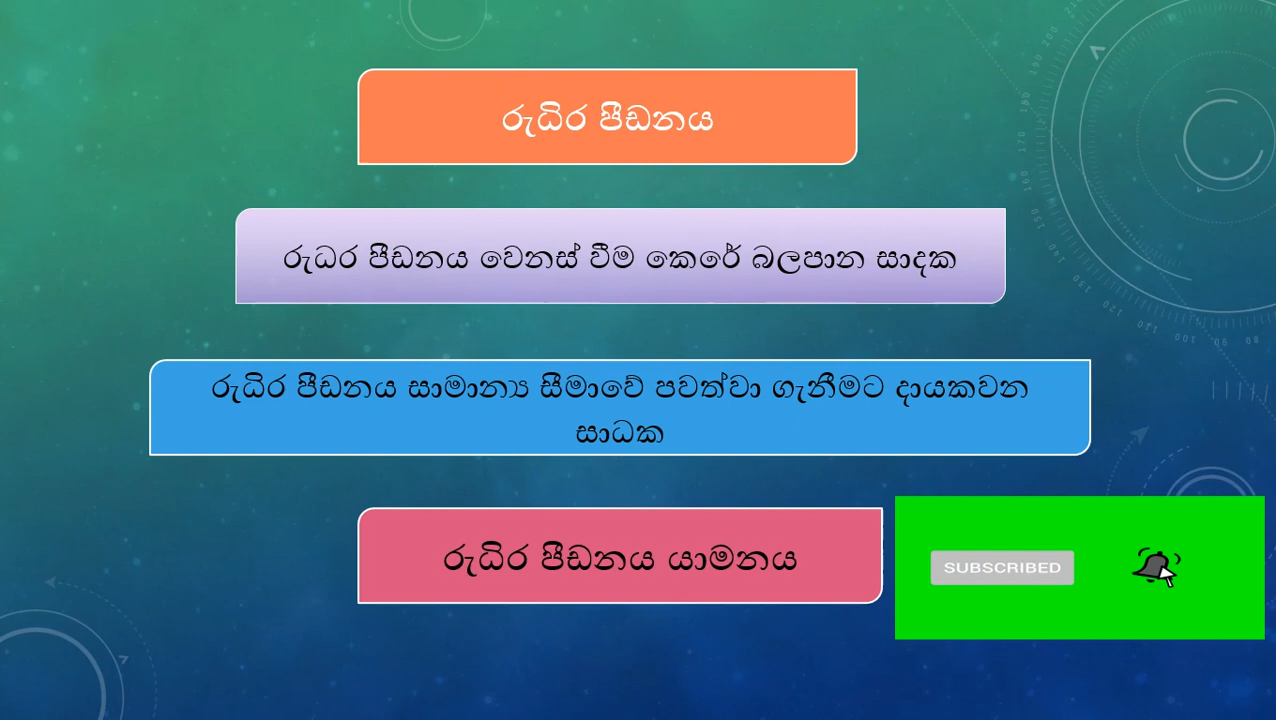 රුධිර පීඩනය
රුධර පීඩනය වෙනස් වීම කෙරේ බලපාන සාදක
රුධිර පීඩනය සාමාන්‍ය සීමාවේ පවත්වා ගැනීමට දායකවන
සාධක
රුධිර පීඩනය යාමනය
SUBSCRIBED